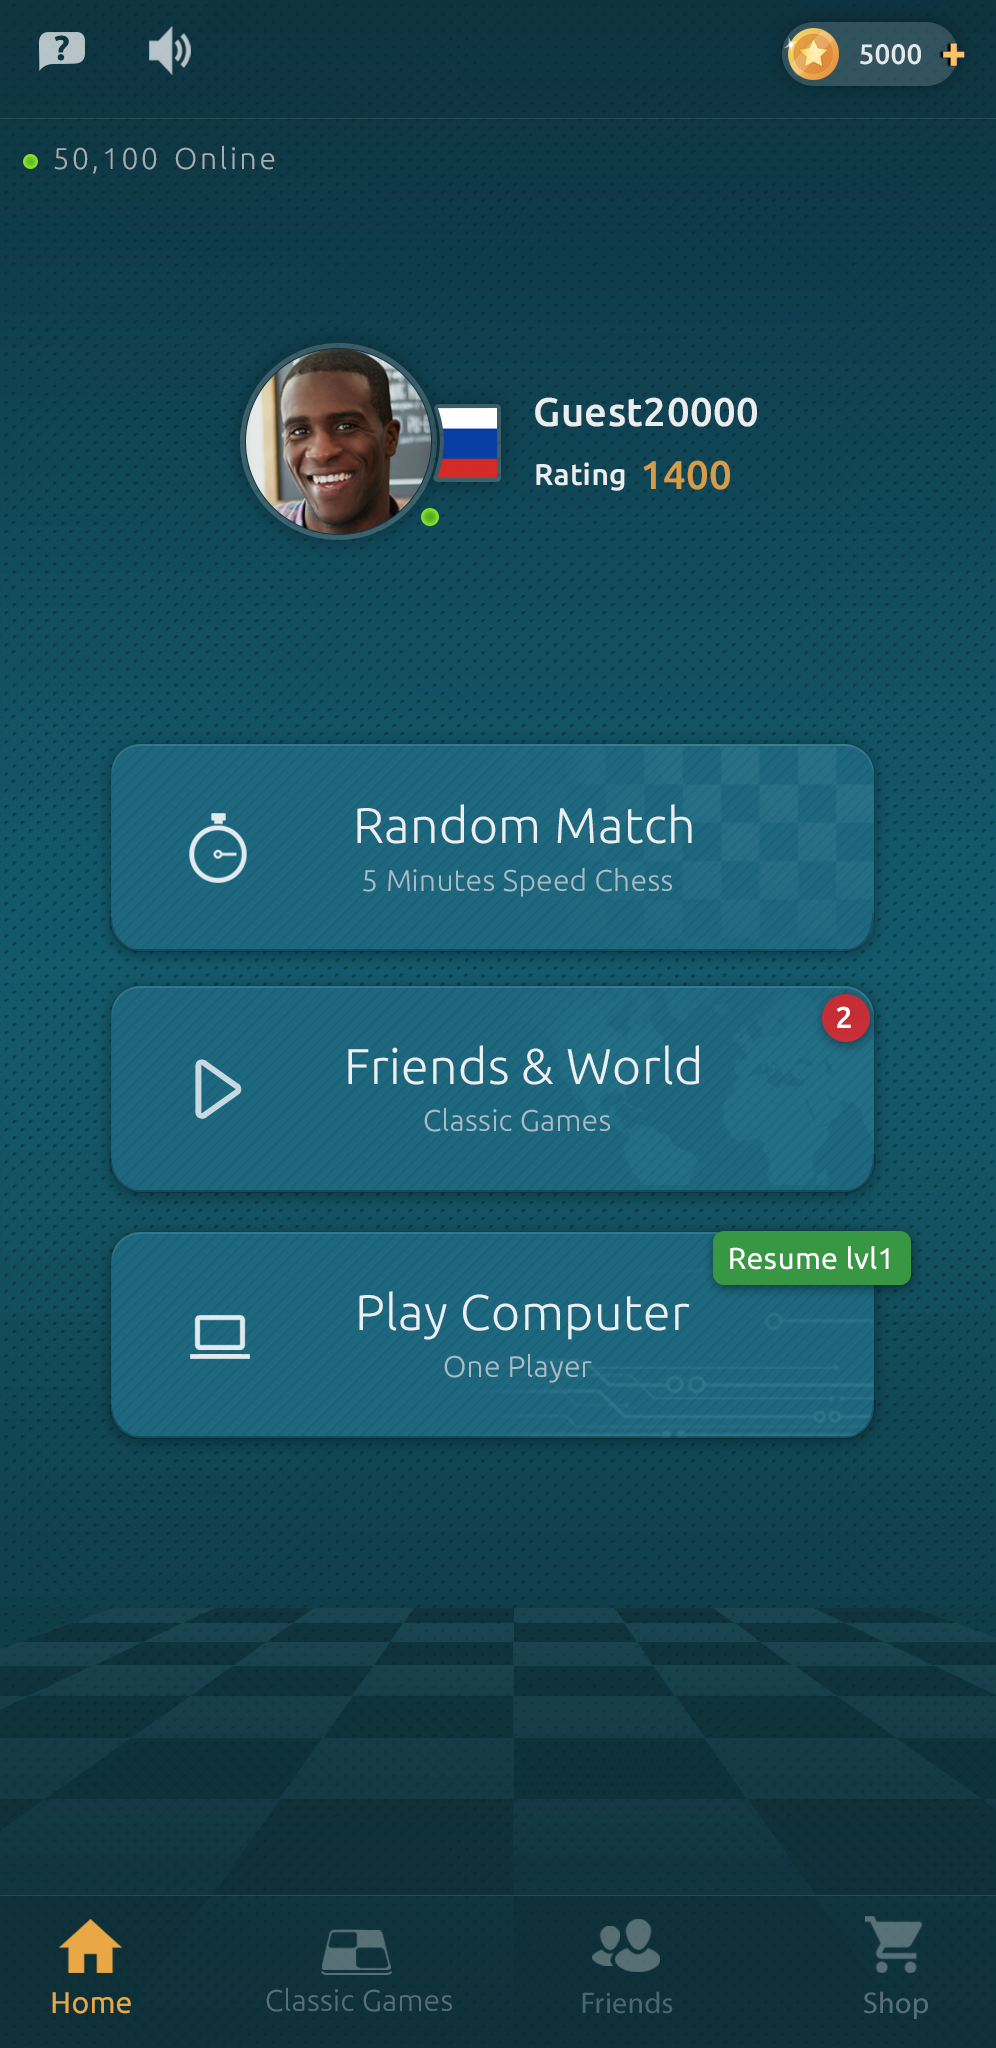 ?
5000
50,100 Online
Guest20000
Rating 1400
Random Match
5 Minutes Speed Chess
2
Friends & World
Classic Games
Resume lvl1
Play Computer
One Player
Home
Classic Games
Friends
Shop